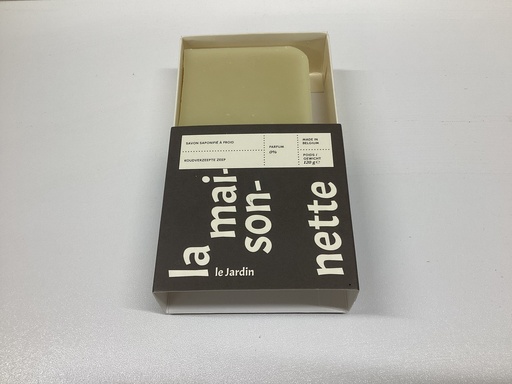 SAVON SAPONIFIÉ À FROID
KOUDVERZEEPTE ZEEP
PARFUM
0%
MADE IN
BELGIUM
POIDS /
GEWICHT
120 g ℮
la mai-
son-
nette
le Jardin